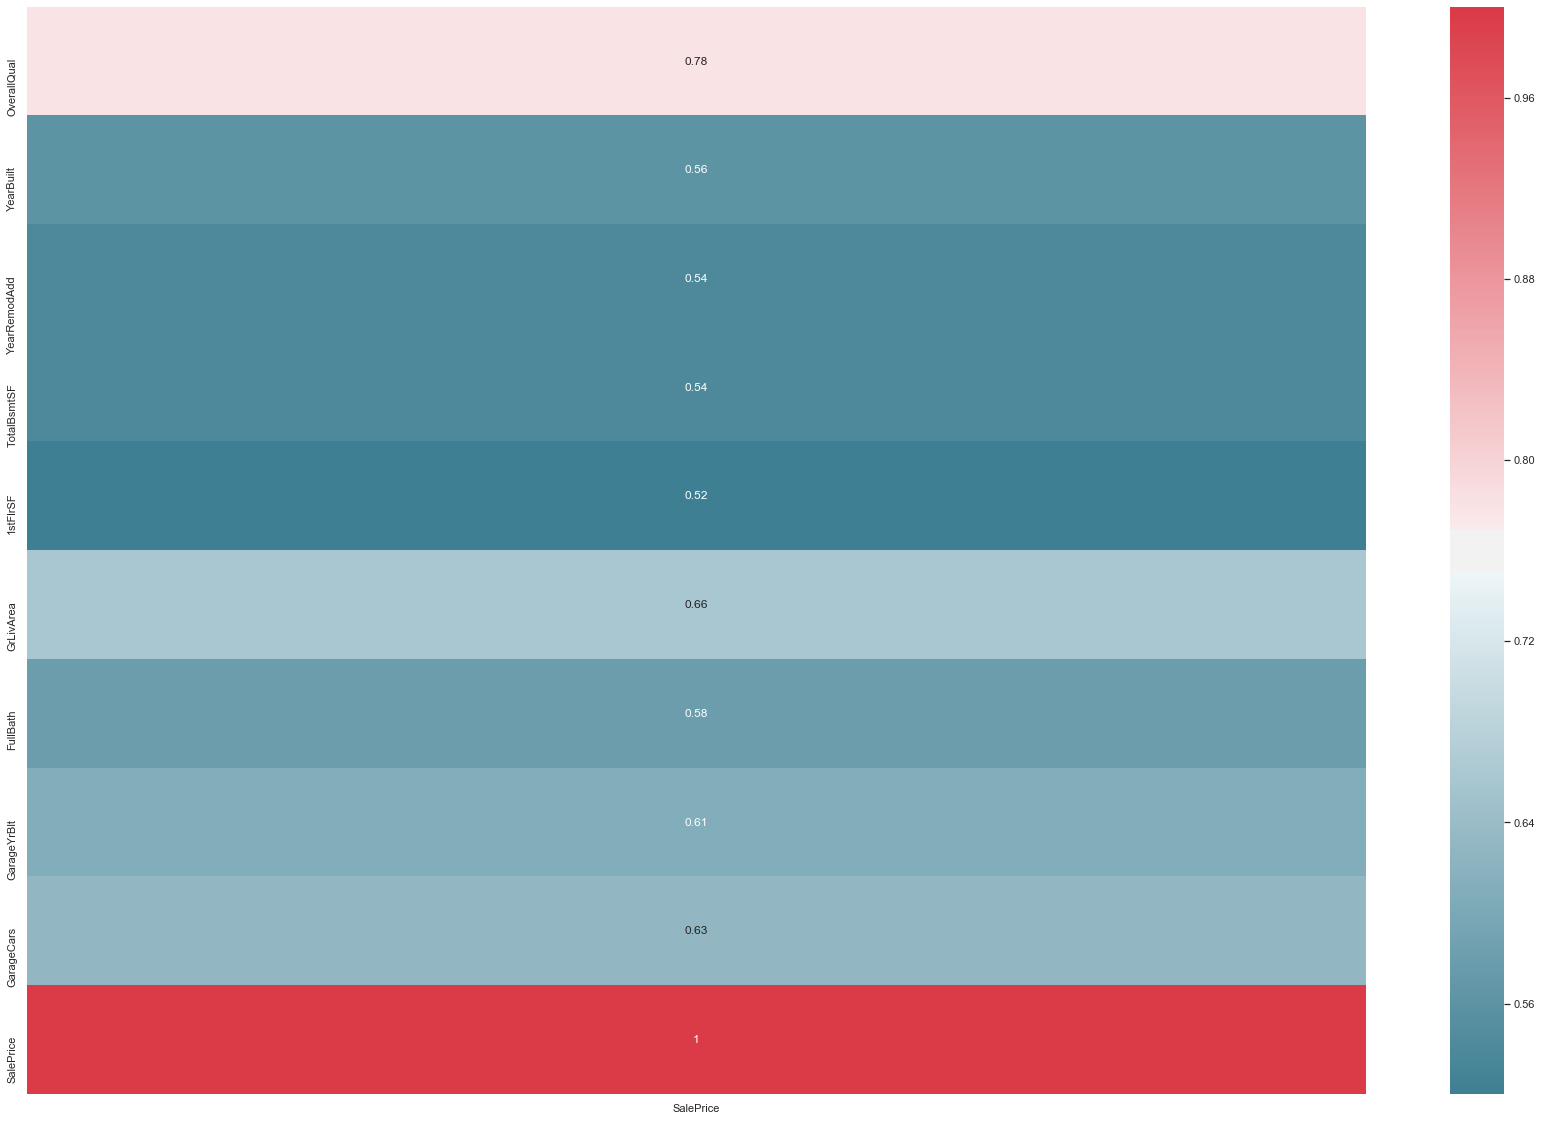 OverallQual
0.78
YearBuilt
0.56
YearRemodAdd
0.54
TotalBsmtSF
0.54
1stFlrSF
0.52
GrLivArea
0.66
FullBath
0.58
GarageYrBlt
0.61
GarageCars
0.63
SalePrice
1
SalePrice
0.96
0.88
0.80
0.72
0.64
0.56